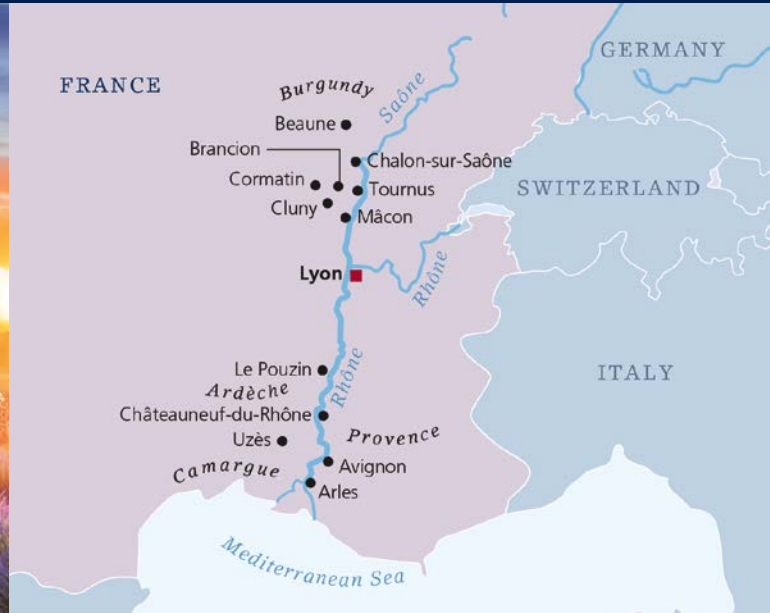 GERMANY
FRANCE
Burgundy
Saône
Beaune
Brancion
Chalon-sur-Saône
Cormatin
Tournus
SWITZERLAND
Cluny
Mâcon
Lyon
Rhône
Le Pouzin
Rhône
ITALY
Ardèche
Châteauneuf-du-Rhône
Uzès
Provence
Camargue
Avignon
Arles
Mediterranean Sea